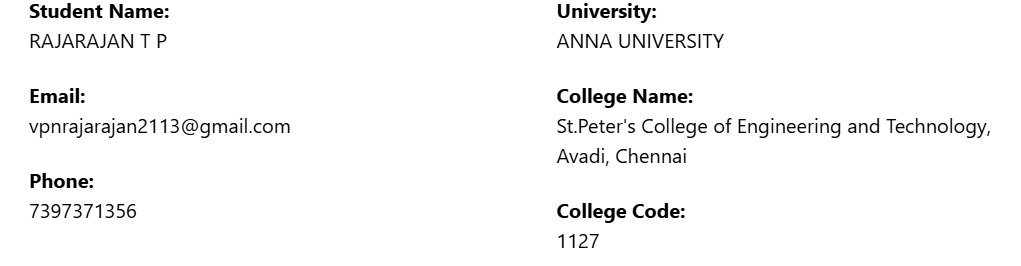 Student Name:
RAJARAJAN T P
Email:
vpnrajarajan2113@gmail.com
Phone:
7397371356
University:
ANNA UNIVERSITY
College Name:
St.Peter's College of Engineering and Technology,
Avadi, Chennai
College Code:
1127